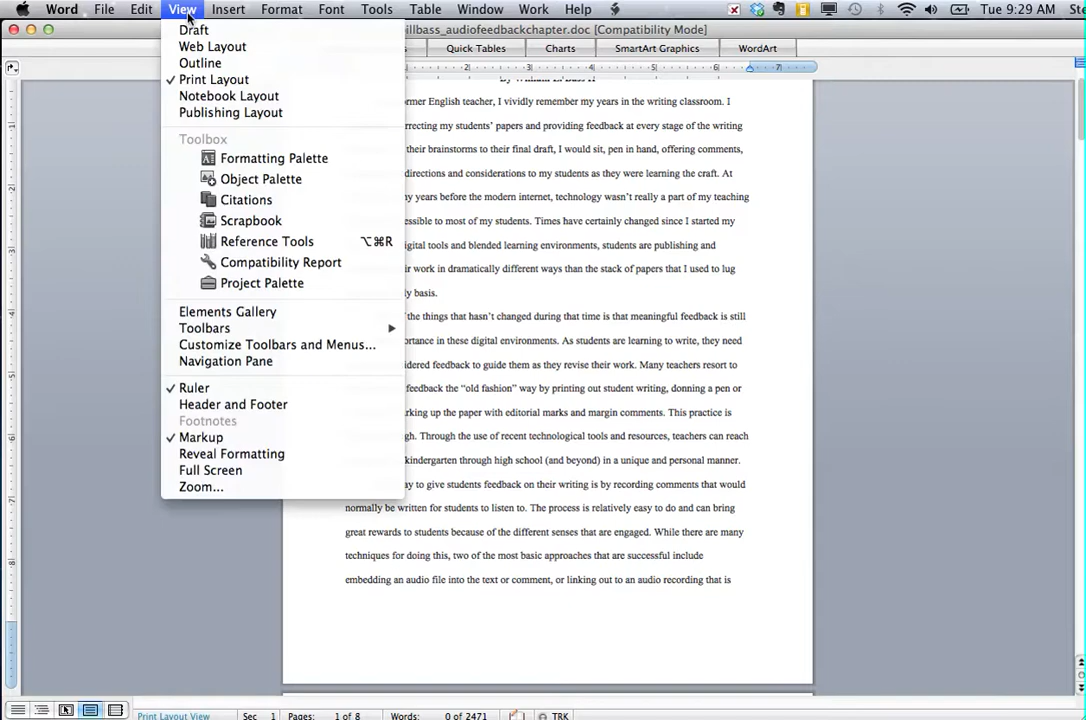 Word File Edit View Insert Format Font Tools Table Window Work Help Tue 9:29 AM
illbass_audiofeedbackchapter.doc [Compatibility Mode]
Quick Tables Charts SmartArt Graphics WordArt
Draft
Web Layout
Outline
✓ Print Layout
Notebook Layout
Publishing Layout
Toolbox
Formatting Palette
Object Palette
Citations
Scrapbook
Reference Tools ⌥⌘R
Compatibility Report
Project Palette
Elements Gallery
Toolbars
Customize Toolbars and Menus...
Navigation Pane
✓ Ruler
Header and Footer
Footnotes
✓ Markup
Reveal Formatting
Full Screen
Zoom...
ormer English teacher, I vividly remember my years in the writing classroom. I
rrecting my students' papers and providing feedback at every stage of the writing
their brainstorms to their final draft, I would sit, pen in hand, offering comments,
directions and considerations to my students as they were learning the craft. At
y years before the modern internet, technology wasn't really a part of my teaching
essible to most of my students. Times have certainly changed since I started my
igital tools and blended learning environments, students are publishing and
r work in dramatically different ways than the stack of papers that I used to lug
ly basis.
the things that hasn't changed during that time is that meaningful feedback is still
ortance in these digital environments. As students are learning to write, they need
idered feedback to guide them as they revise their work. Many teachers resort to
feedback the "old fashion" way by printing out student writing, donning a pen or
rking up the paper with editorial marks and margin comments. This practice is
gh. Through the use of recent technological tools and resources, teachers can reach
kindergarten through high school (and beyond) in a unique and personal manner.
ay to give students feedback on their writing is by recording comments that would
normally be written for students to listen to. The process is relatively easy to do and can bring
great rewards to students because of the different senses that are engaged. While there are many
techniques for doing this, two of the most basic approaches that are successful include
embedding an audio file into the text or comment, or linking out to an audio recording that is
Print Layout View Sec 1 Pages: 1 of 8 Words: 0 of 2471 TRK